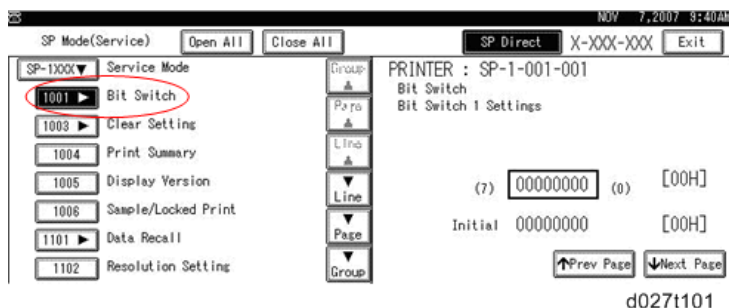 NOV 7,2007 9:40AM
SP Mode(Service) Open All Close All SP Direct X-XXX-XXX Exit
SP-1XXX▼ Service Mode Group PRINTER : SP-1-001-001
Bit Switch
1001 ► Bit Switch Page Bit Switch 1 Settings
1003 ► Clear Setting
1004 Print Summary Line
1005 Display Version Line (7) 00000000 (0) [00H]
1006 Sample/Locked Print
1101 ► Data Recall Page Initial 00000000 [00H]
1102 Resolution Setting Group ↑Prev Page ↓Next Page
d027t101